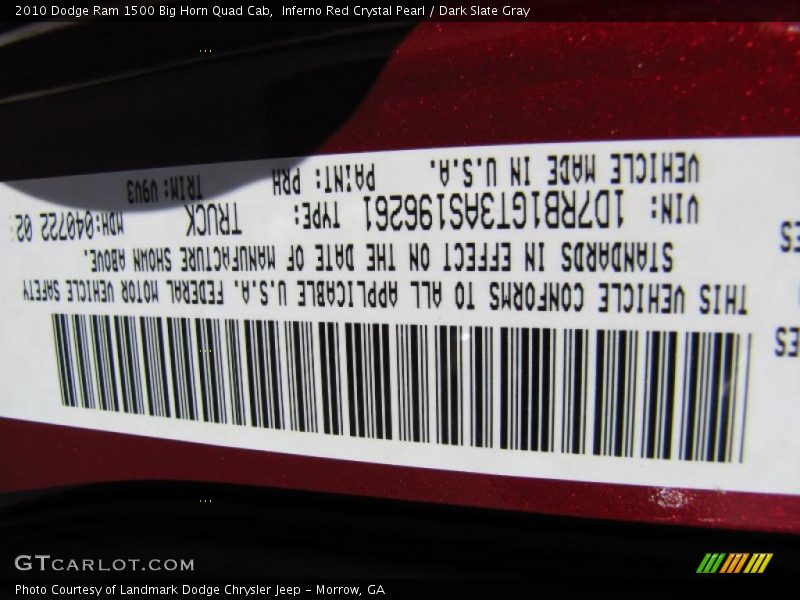 2010 Dodge Ram 1500 Big Horn Quad Cab,  Inferno Red Crystal Pearl / Dark Slate Gray
THIS VEHICLE CONFORMS TO ALL APPLICABLE U.S.A. FEDERAL MOTOR VEHICLE SAFETY
STANDARDS IN EFFECT ON THE DATE OF MANUFACTURE SHOWN ABOVE.
VIN: 1D7RB1GT3AS196261 TYPE: TRUCK MDH:040722 02
VEHICLE MADE IN U.S.A. PAINT: PRH TRIM: V9V3
GTCARLOT.COM
Photo Courtesy of Landmark Dodge Chrysler Jeep - Morrow, GA